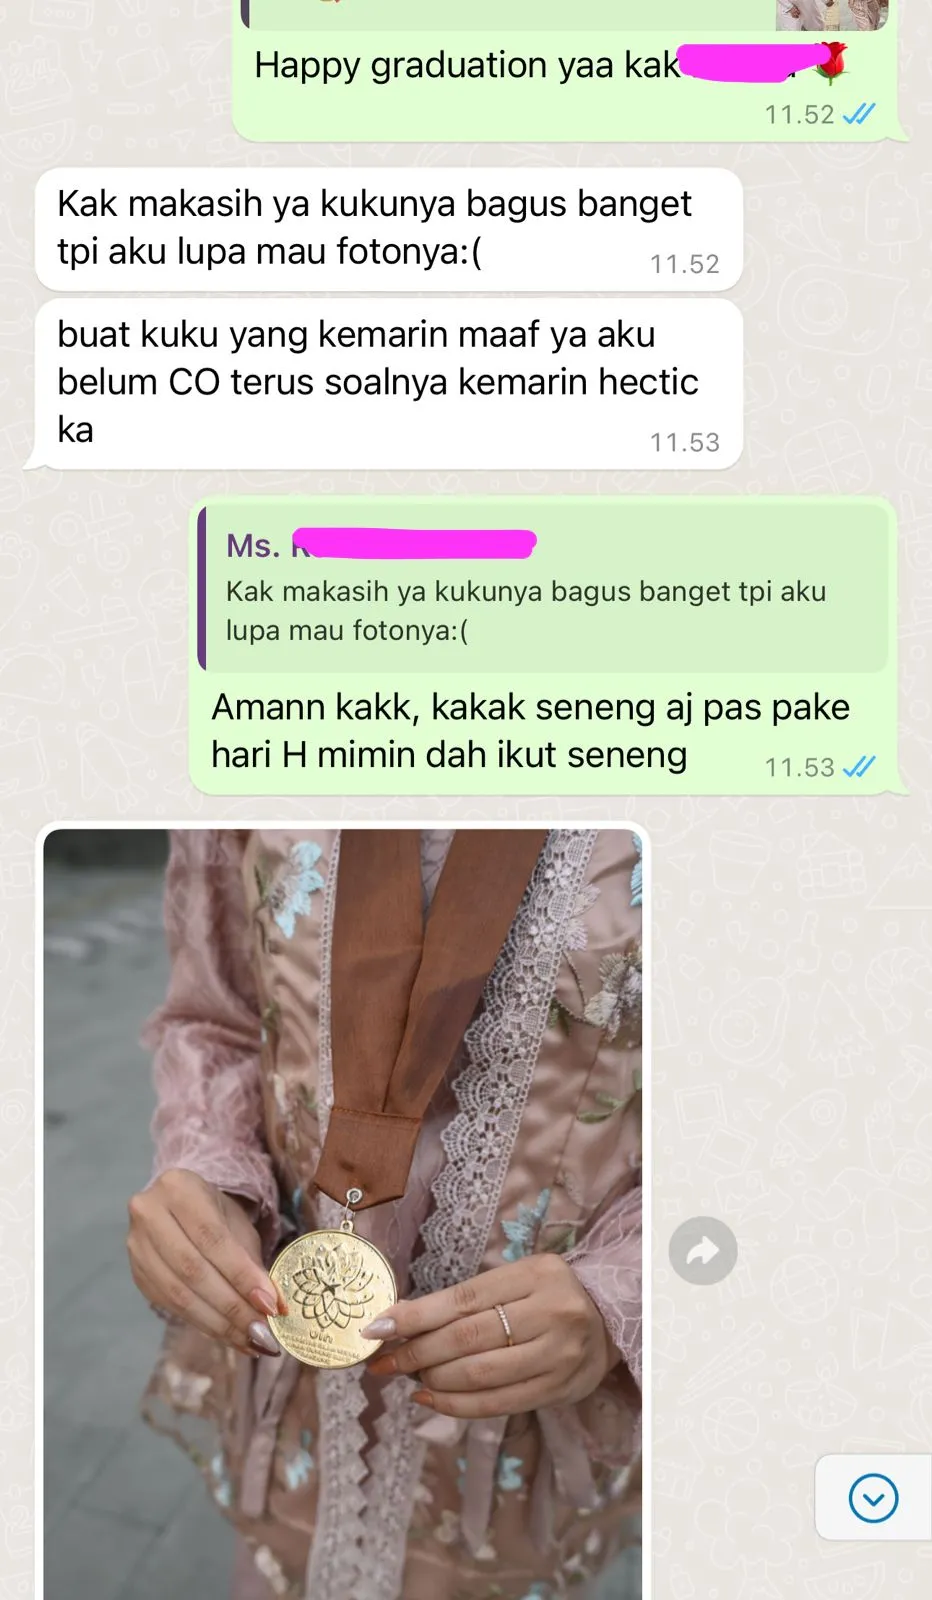 Happy graduation yaa kak
11.52
Kak makasih ya kukunya bagus banget
tpi aku lupa mau fotonya:(
11.52
buat kuku yang kemarin maaf ya aku
belum CO terus soalnya kemarin hectic
ka
11.53
Ms.
Kak makasih ya kukunya bagus banget tpi aku
lupa mau fotonya:(
Amann kakk, kakak seneng aj pas pake
hari H mimin dah ikut seneng
11.53
uin